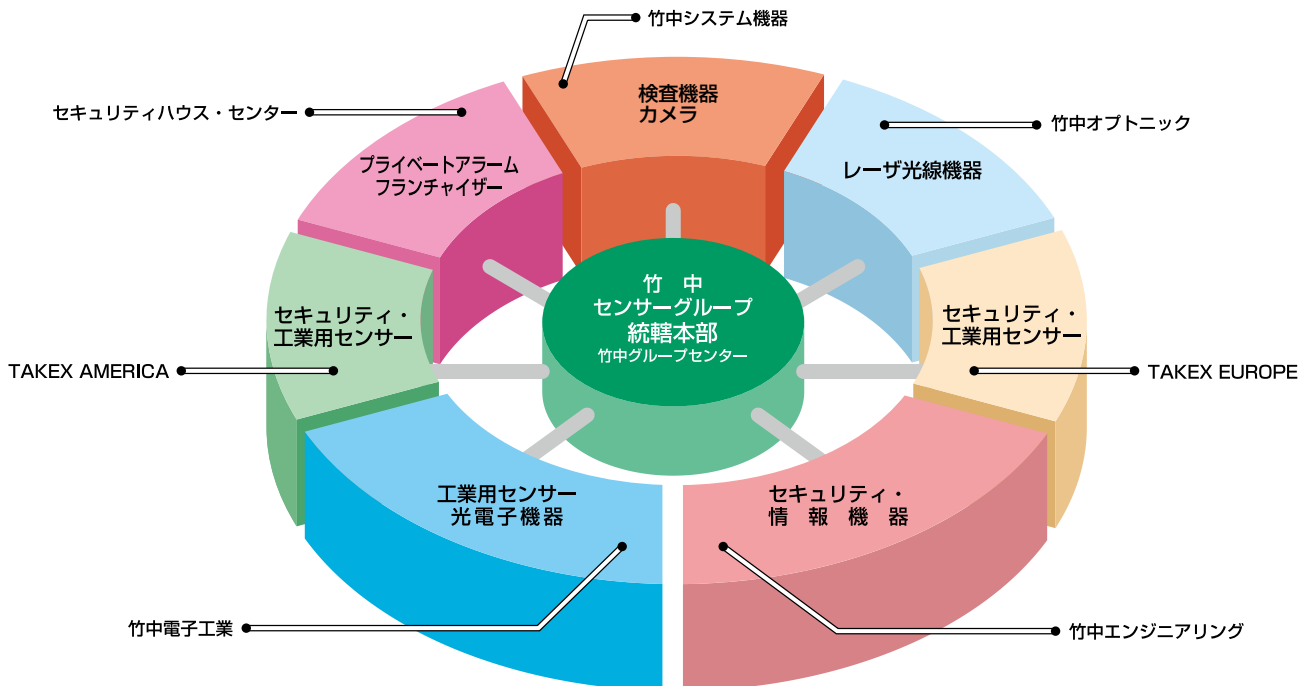 竹中システム機器
検査機器
カメラ
セキュリティハウス・センター
プライベートアラーム
フランチャイザー
竹中オプトニック
レーザ光線機器
竹 中
センサーグループ
統轄本部
竹中グループセンター
セキュリティ・
工業用センサー
TAKEX AMERICA
セキュリティ・
工業用センサー
TAKEX EUROPE
工業用センサー
光電子機器
竹中電子工業
セキュリティ・
情 報 機 器
竹中エンジニアリング